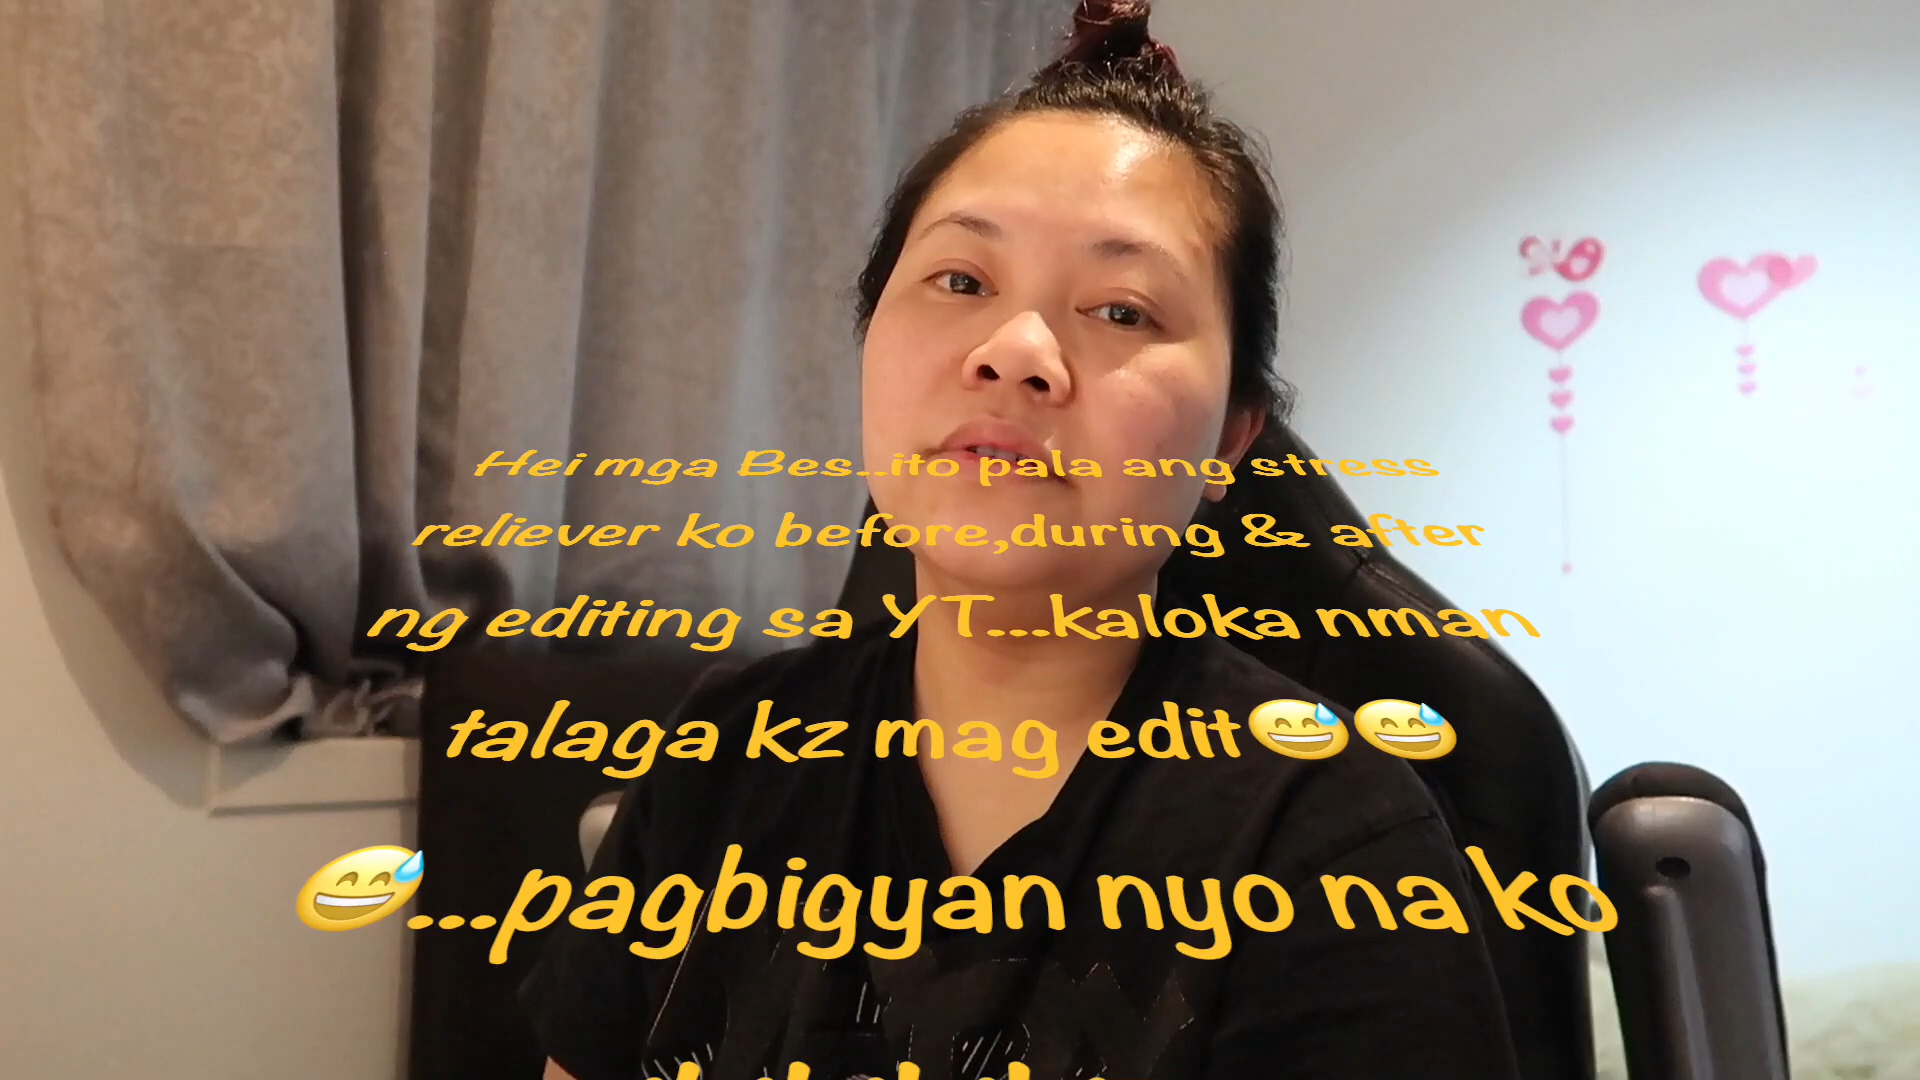 Hei mga Bes..ito pala ang stress
reliever ko before,during & after
ng editing sa YT...kaloka nman
talaga kz mag edit😅😅
😅...pagbigyan nyo na ko